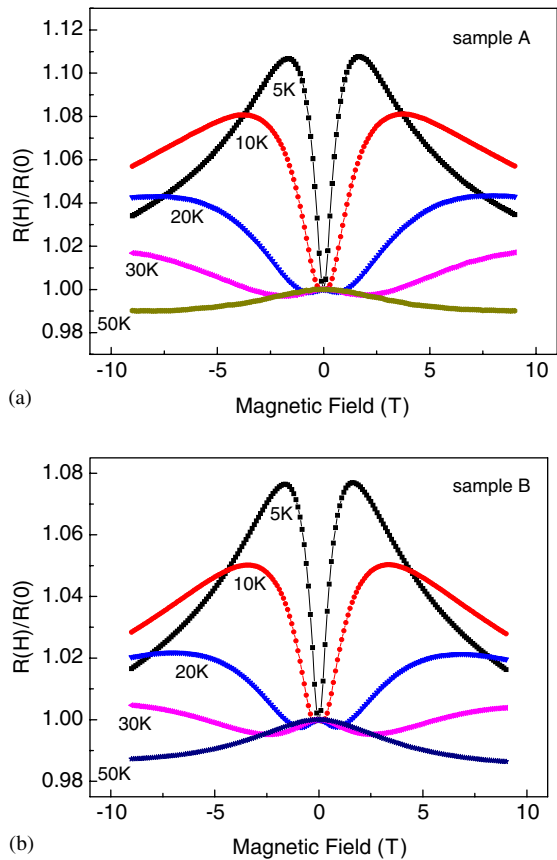 1.12
1.10
1.08
1.06
1.04
1.02
1.00
0.98
R(H)/R(0)
sample A
5K
10K
20K
30K
50K
-10
-5
0
5
10
Magnetic Field (T)
(a)
1.08
1.06
1.04
1.02
1.00
0.98
R(H)/R(0)
sample B
5K
10K
20K
30K
50K
-10
-5
0
5
10
Magnetic Field (T)
(b)